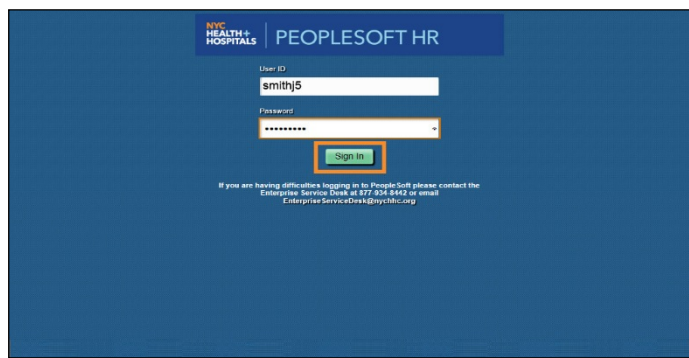 NYC
HEALTH+
HOSPITALS
PEOPLESOFT HR
User ID
smithj5
Password
•••••••••
Sign In
If you are having difficulties logging in to PeopleSoft please contact the
Enterprise Service Desk at 877-934-8442 or email
EnterpriseServiceDesk@nychhc.org